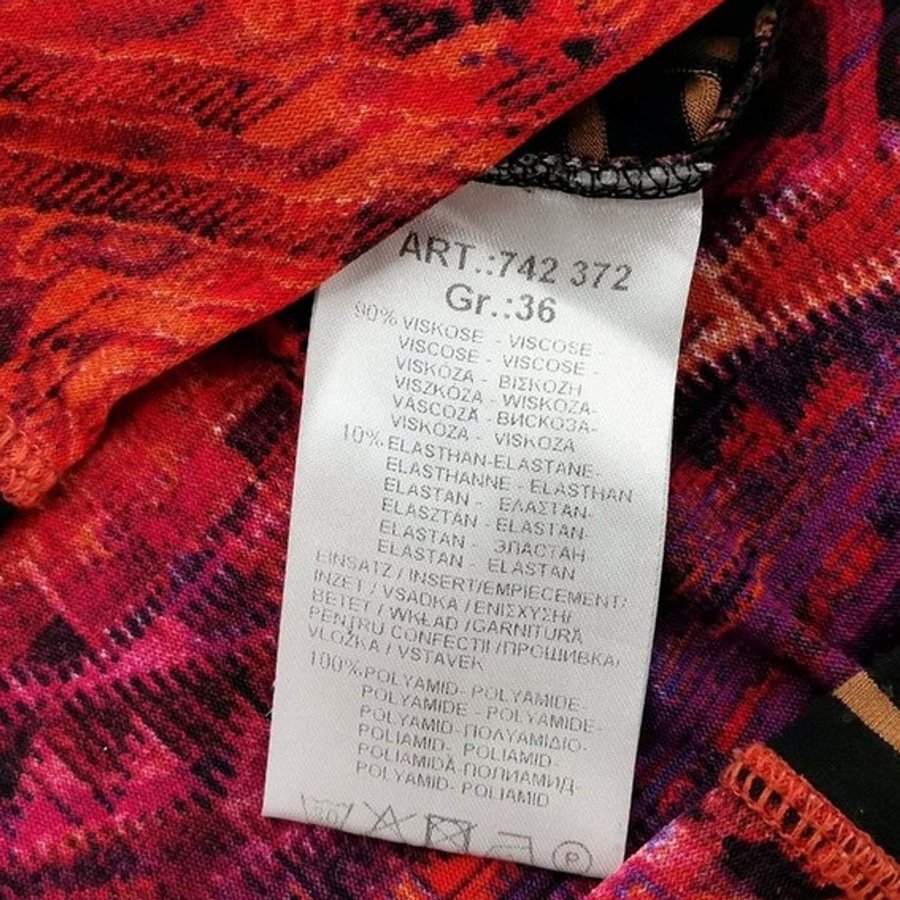 ART.:742 372
Gr.:36
90% VISKOSE - VISCOSE
VISCOSE - VISCOSE -
VISKÓZA - ΒΙΣΚΟΖΗ
VISZKÓZA - WISKOZA-
VÂSCOZĂ - ВИСКОЗА-
VISKOZA - VISKOZA
10% ELASTHAN-ELASTANE-
ELASTHANNE - ELASTHAN
ELASTAN - ΕΛΑΣΤΑΝ-
ELASZTÁN - ELASTAN-
ELASTAN - ЭЛАСТАН-
ELASTAN - ELASTAN
EINSATZ / INSERT/EMPIECEMENT/
INZET / VSADKA / ΕΝΙΣΧΥΣΗ/
BETÉT / WKŁAD /GARNITURĂ
PENTRU CONFECTII /ПРОШИВКА/
VLOŽKA / VSTAVEK
100% POLYAMID- POLYAMIDE-
POLYAMIDE - POLYAMIDE-
POLYAMID-ΠΟΛΥΑΜΙΔΙΟ-
POLIAMID- POLIAMID-
POLIAMIDĂ-ПОЛИАМИД-
POLYAMID- POLIAMID
P